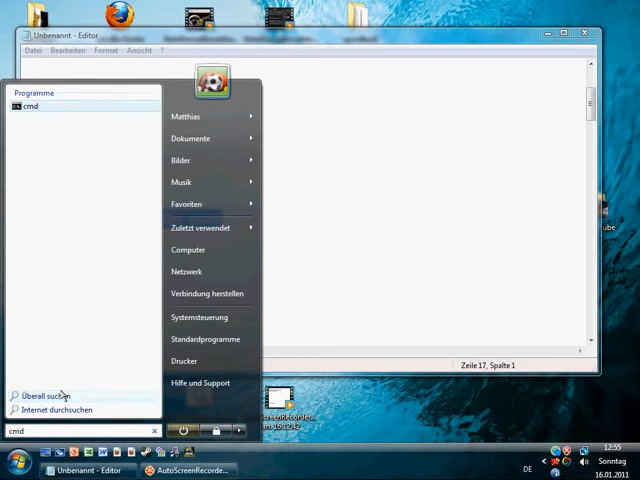 Unbenannt - Editor
Datei Bearbeiten Format Ansicht ?
Programme
cmd
Matthias
Dokumente
Bilder
Musik
Favoriten
Zuletzt verwendet
Computer
Netzwerk
Verbindung herstellen
Systemsteuerung
Standardprogramme
Drucker
Hilfe und Support
Überall suchen
Internet durchsuchen
cmd
Zeile 17, Spalte 1
Unbenannt - Editor
AutoScreenRecorde...
DE
12:55
Sonntag
16.01.2011